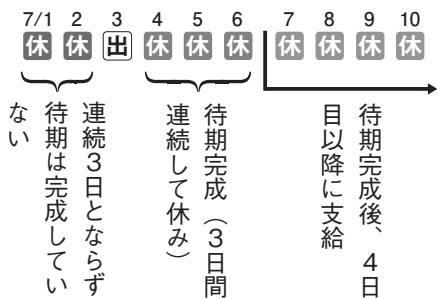 7/1 2 3 4 5 6 7 8 9 10
休 休 出 休 休 休 休 休 休 休
連続３日とならず
待期は完成してい
ない
待期完成（３日間
連続して休み）
待期完成後、４日
目以降に支給